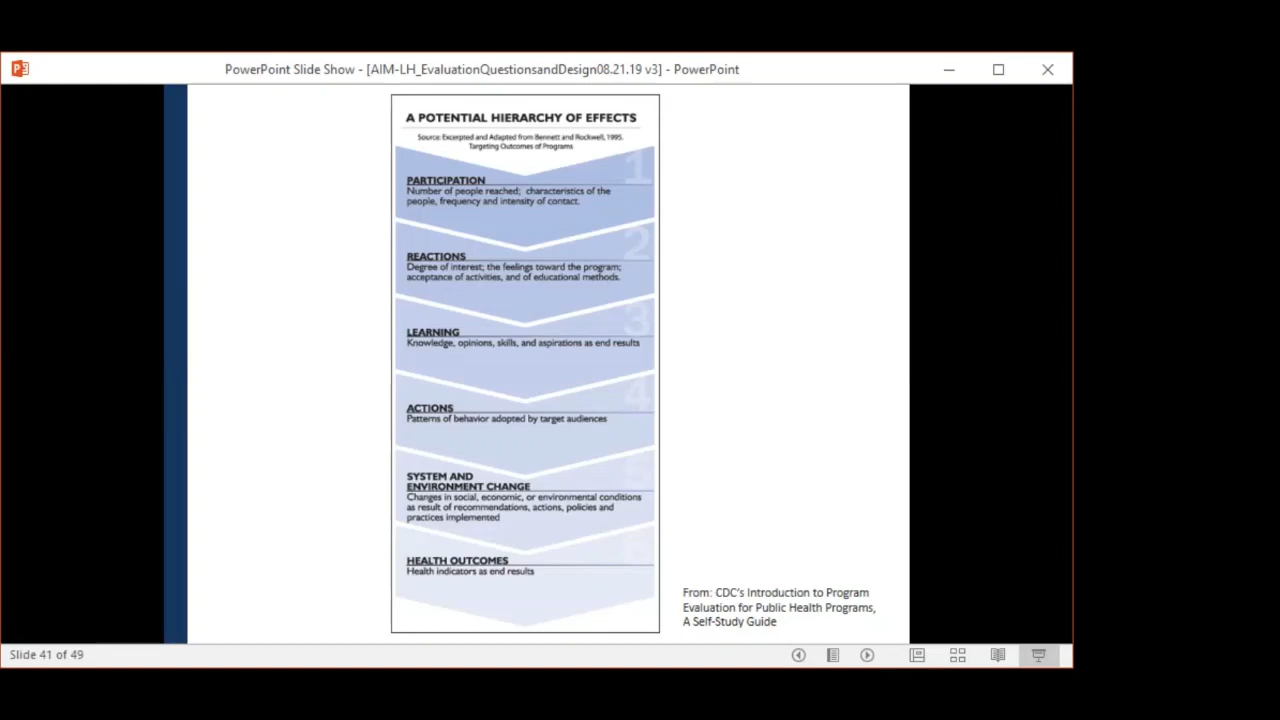 PowerPoint Slide Show - [AIM-LH_EvaluationQuestionsandDesign08.21.19 v3] - PowerPoint
A POTENTIAL HIERARCHY OF EFFECTS
Source: Excerpted and Adapted from Bennett and Rockwell, 1995.
Targeting Outcomes of Programs
1
PARTICIPATION
Number of people reached; characteristics of the
people, frequency and intensity of contact.
2
REACTIONS
Degree of interest; the feelings toward the program;
acceptance of activities, and of educational methods.
3
LEARNING
Knowledge, opinions, skills, and aspirations as end results
4
ACTIONS
Patterns of behavior adopted by target audiences
5
SYSTEM AND
ENVIRONMENT CHANGE
Changes in social, economic, or environmental conditions
as result of recommendations, actions, policies and
practices implemented
6
HEALTH OUTCOMES
Health indicators as end results
From: CDC's Introduction to Program
Evaluation for Public Health Programs,
A Self-Study Guide
Slide 41 of 49